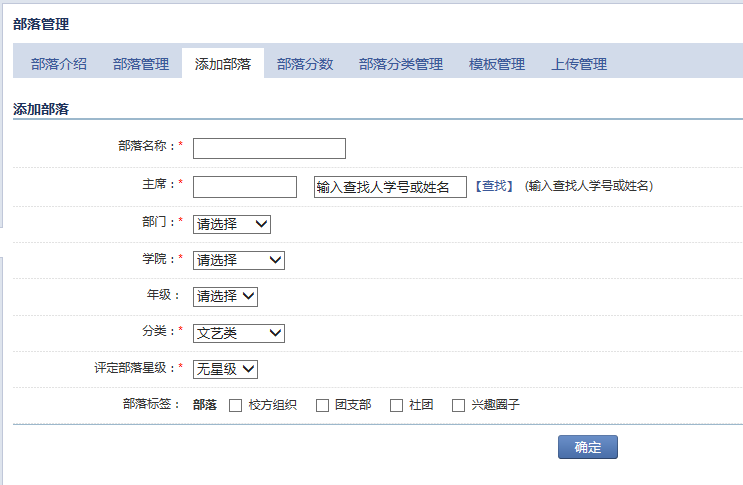 部落管理
部落介绍 部落管理 添加部落 部落分数 部落分类管理 模板管理 上传管理
添加部落
部落名称：*
主席：* 输入查找人学号或姓名 【查找】 (输入查找人学号或姓名)
部门：* 请选择
学院：* 请选择
年级： 请选择
分类：* 文艺类
评定部落星级：* 无星级
部落标签： 部落 校方组织 团支部 社团 兴趣圈子
确定